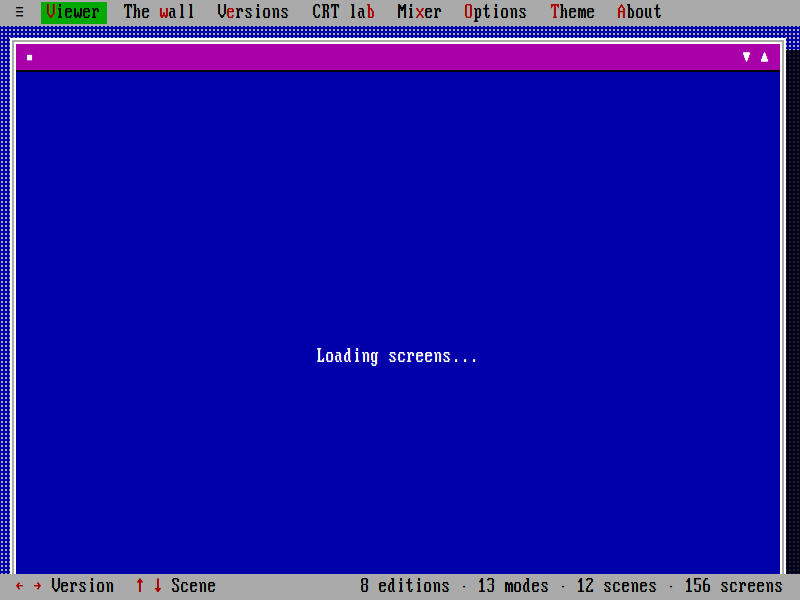 ≡ Viewer The wall Versions CRT lab Mixer Options Theme About
Loading screens...
← → Version ↑ ↓ Scene 8 editions · 13 modes · 12 scenes · 156 screens